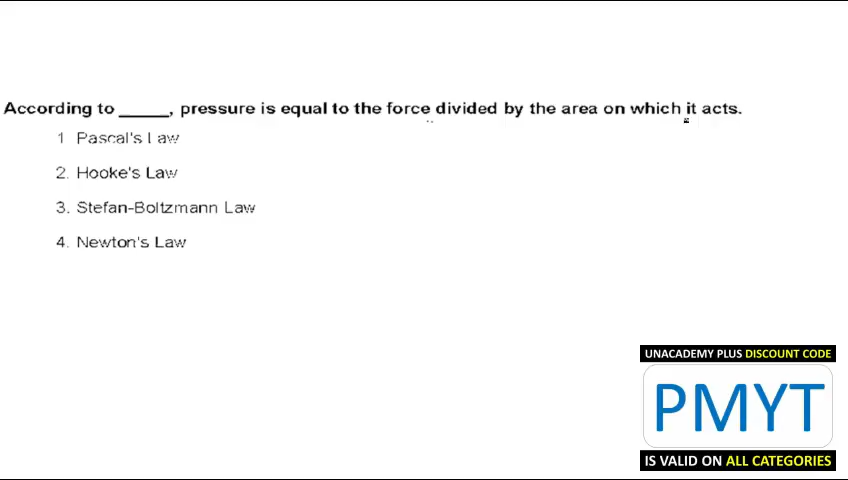 According to _____, pressure is equal to the force divided by the area on which it acts.
1 Pascal's Law
2. Hooke's Law
3. Stefan-Boltzmann Law
4. Newton's Law
UNACADEMY PLUS DISCOUNT CODE
PMYT
IS VALID ON ALL CATEGORIES